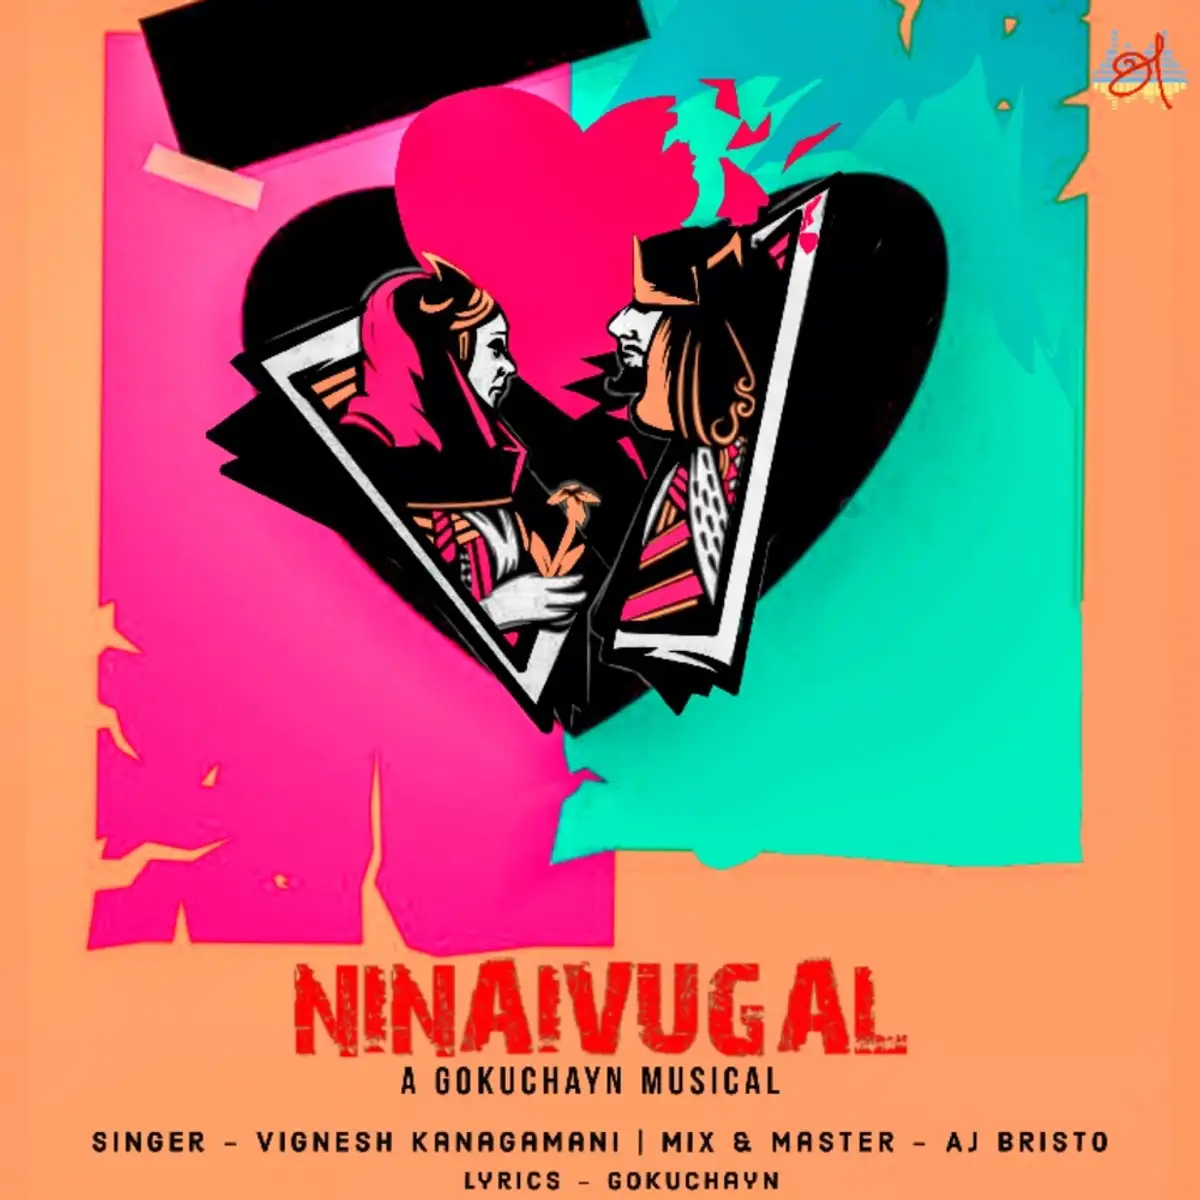 NINAIVUGAL
A GOKUCHAYN MUSICAL
SINGER - VIGNESH KANAGAMANI | MIX & MASTER - AJ BRISTO
LYRICS - GOKUCHAYN